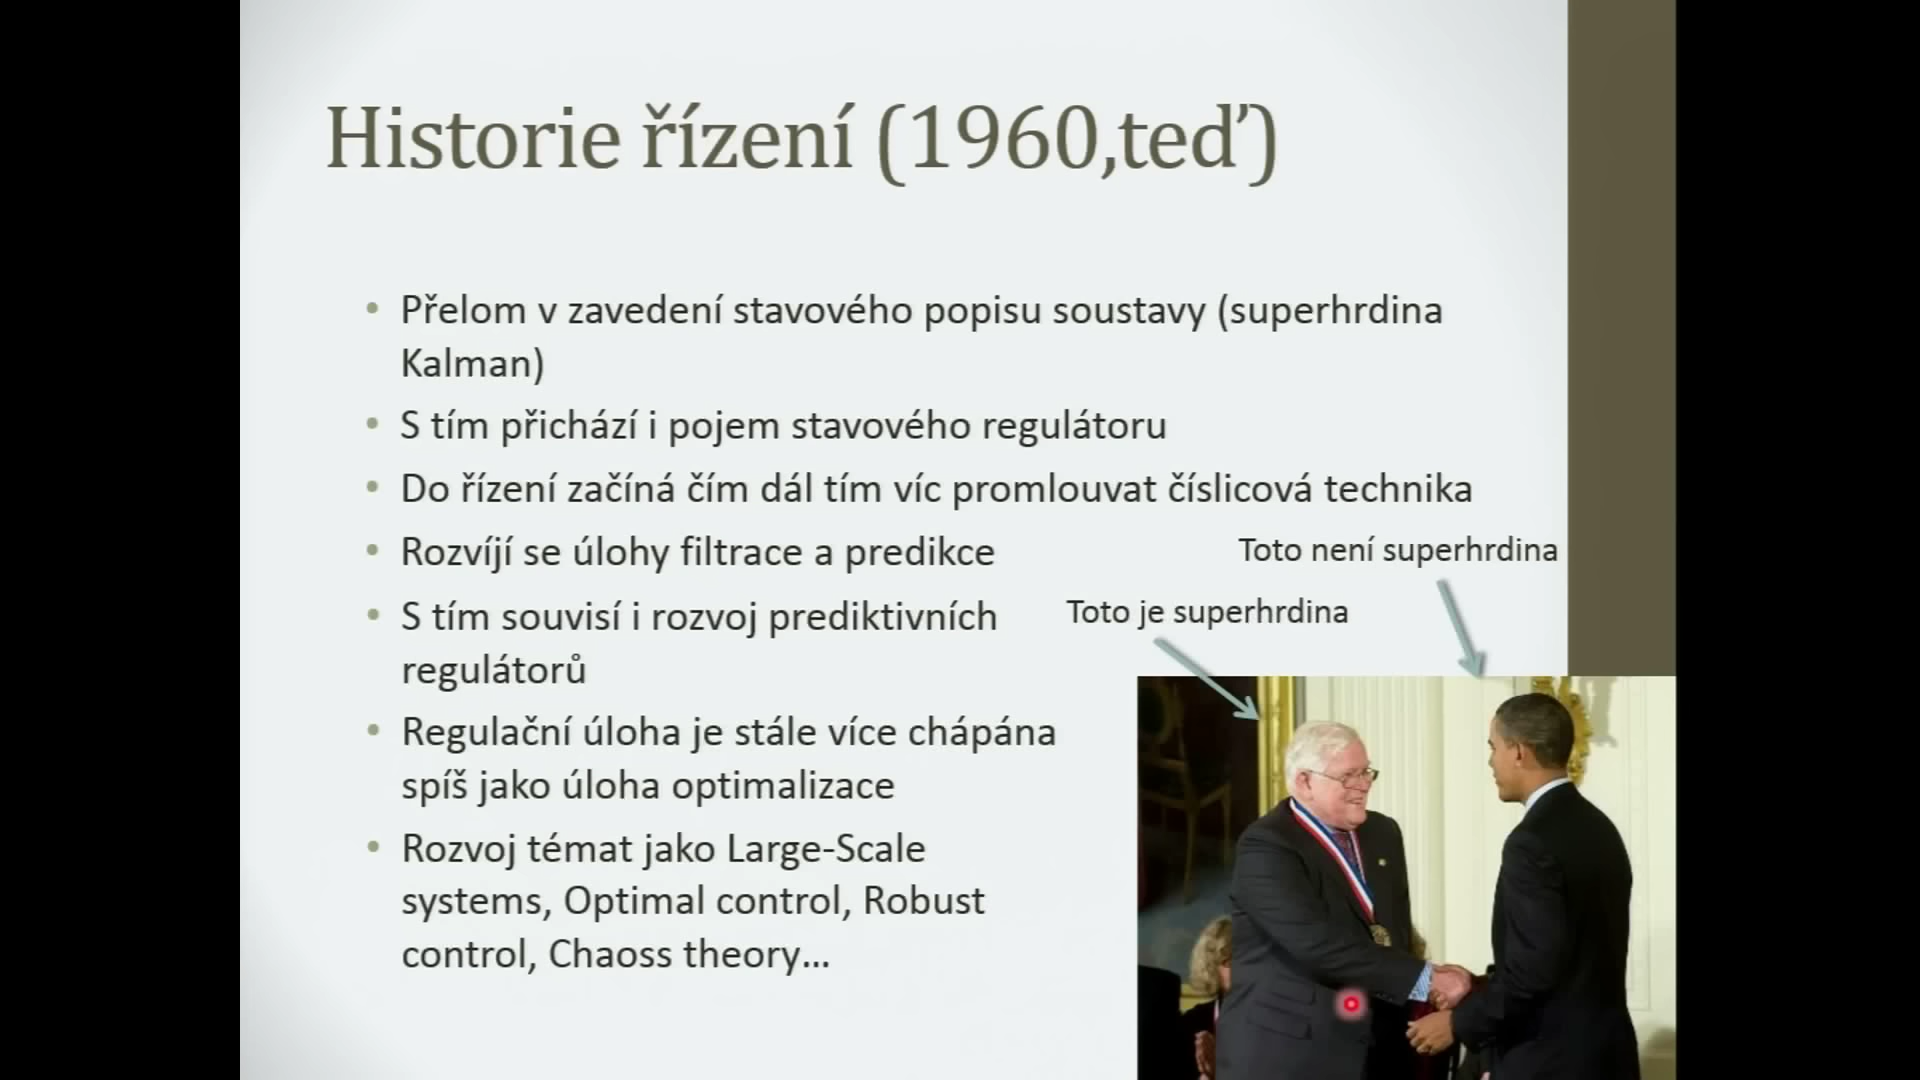 Historie řízení (1960,teď)
• Přelom v zavedení stavového popisu soustavy (superhrdina
Kalman)
• S tím přichází i pojem stavového regulátoru
• Do řízení začíná čím dál tím víc promlouvat číslicová technika
• Rozvíjí se úlohy filtrace a predikce
Toto není superhrdina
• S tím souvisí i rozvoj prediktivních
regulátorů
Toto je superhrdina
• Regulační úloha je stále více chápána
spíš jako úloha optimalizace
• Rozvoj témat jako Large-Scale
systems, Optimal control, Robust
control, Chaoss theory...